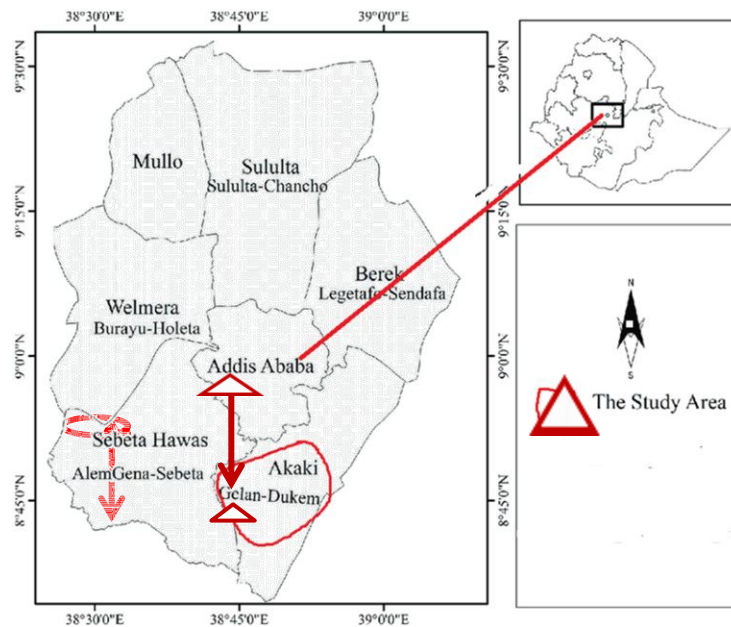 38°30'0"E 38°45'0"E 39°0'0"E
9°30'0"N
9°30'0"N
Mullo
Sululta
Sululta-Chancho
9°15'0"N
9°15'0"N
Berek
Legetafo-Sendafa
Welmera
Burayu-Holeta
N
S
9°0'0"N
9°0'0"N
Addis Ababa
The Study Area
Sebeta Hawas
AlemGena-Sebeta
Akaki
Gelan-Dukem
8°45'0"N
8°45'0"N
38°30'0"E 38°45'0"E 39°0'0"E